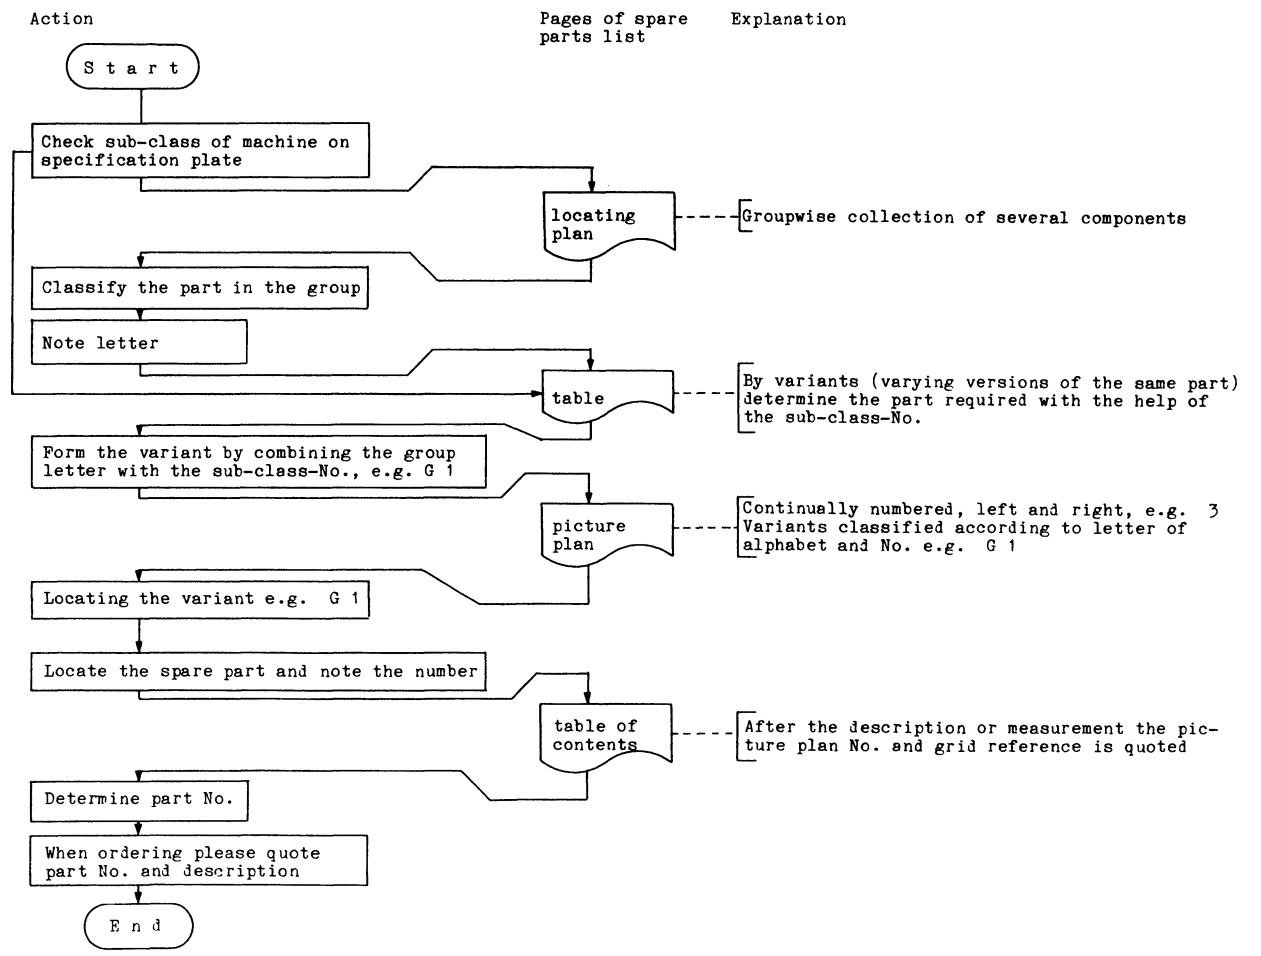 Action
Pages of spare
parts list
Explanation
S t a r t
Check sub-class of machine on
specification plate
locating
plan
Groupwise collection of several components
Classify the part in the group
Note letter
table
By variants (varying versions of the same part)
determine the part required with the help of
the sub-class-No.
Form the variant by combining the group
letter with the sub-class-No., e.g. G 1
picture
plan
Continually numbered, left and right, e.g. 3
Variants classified according to letter of
alphabet and No. e.g. G 1
Locating the variant e.g. G 1
Locate the spare part and note the number
table of
contents
After the description or measurement the pic-
ture plan No. and grid reference is quoted
Determine part No.
When ordering please quote
part No. and description
E n d